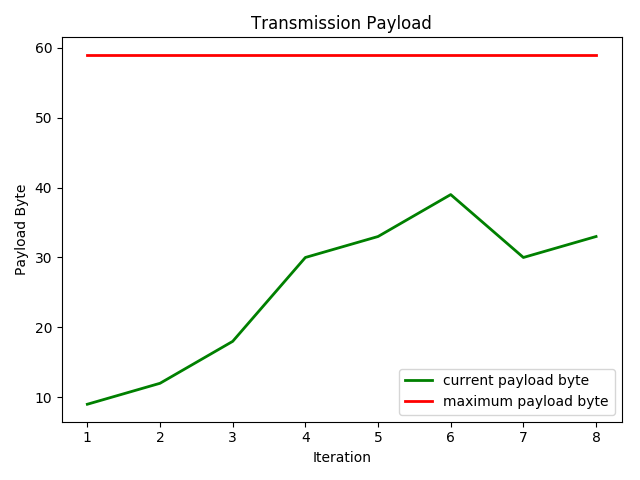 Transmission Payload
60
50
40
30
20
10
Payload Byte
current payload byte
maximum payload byte
1 2 3 4 5 6 7 8
Iteration